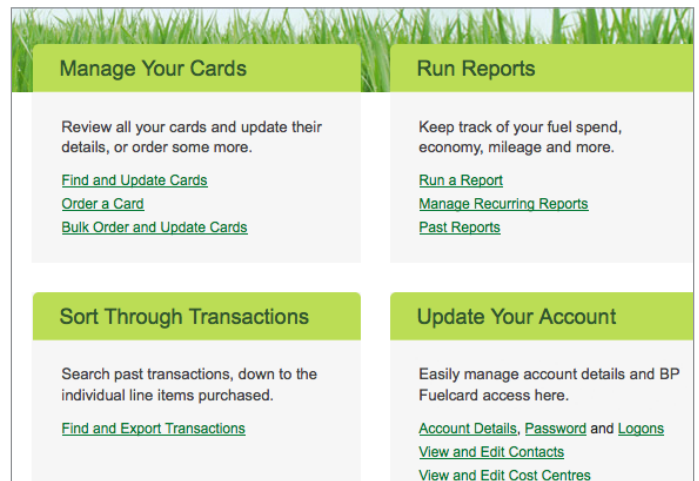 Manage Your Cards
Review all your cards and update their
details, or order some more.
Find and Update Cards
Order a Card
Bulk Order and Update Cards
Run Reports
Keep track of your fuel spend,
economy, mileage and more.
Run a Report
Manage Recurring Reports
Past Reports
Sort Through Transactions
Search past transactions, down to the
individual line items purchased.
Find and Export Transactions
Update Your Account
Easily manage account details and BP
Fuelcard access here.
Account Details, Password and Logons
View and Edit Contacts
View and Edit Cost Centres